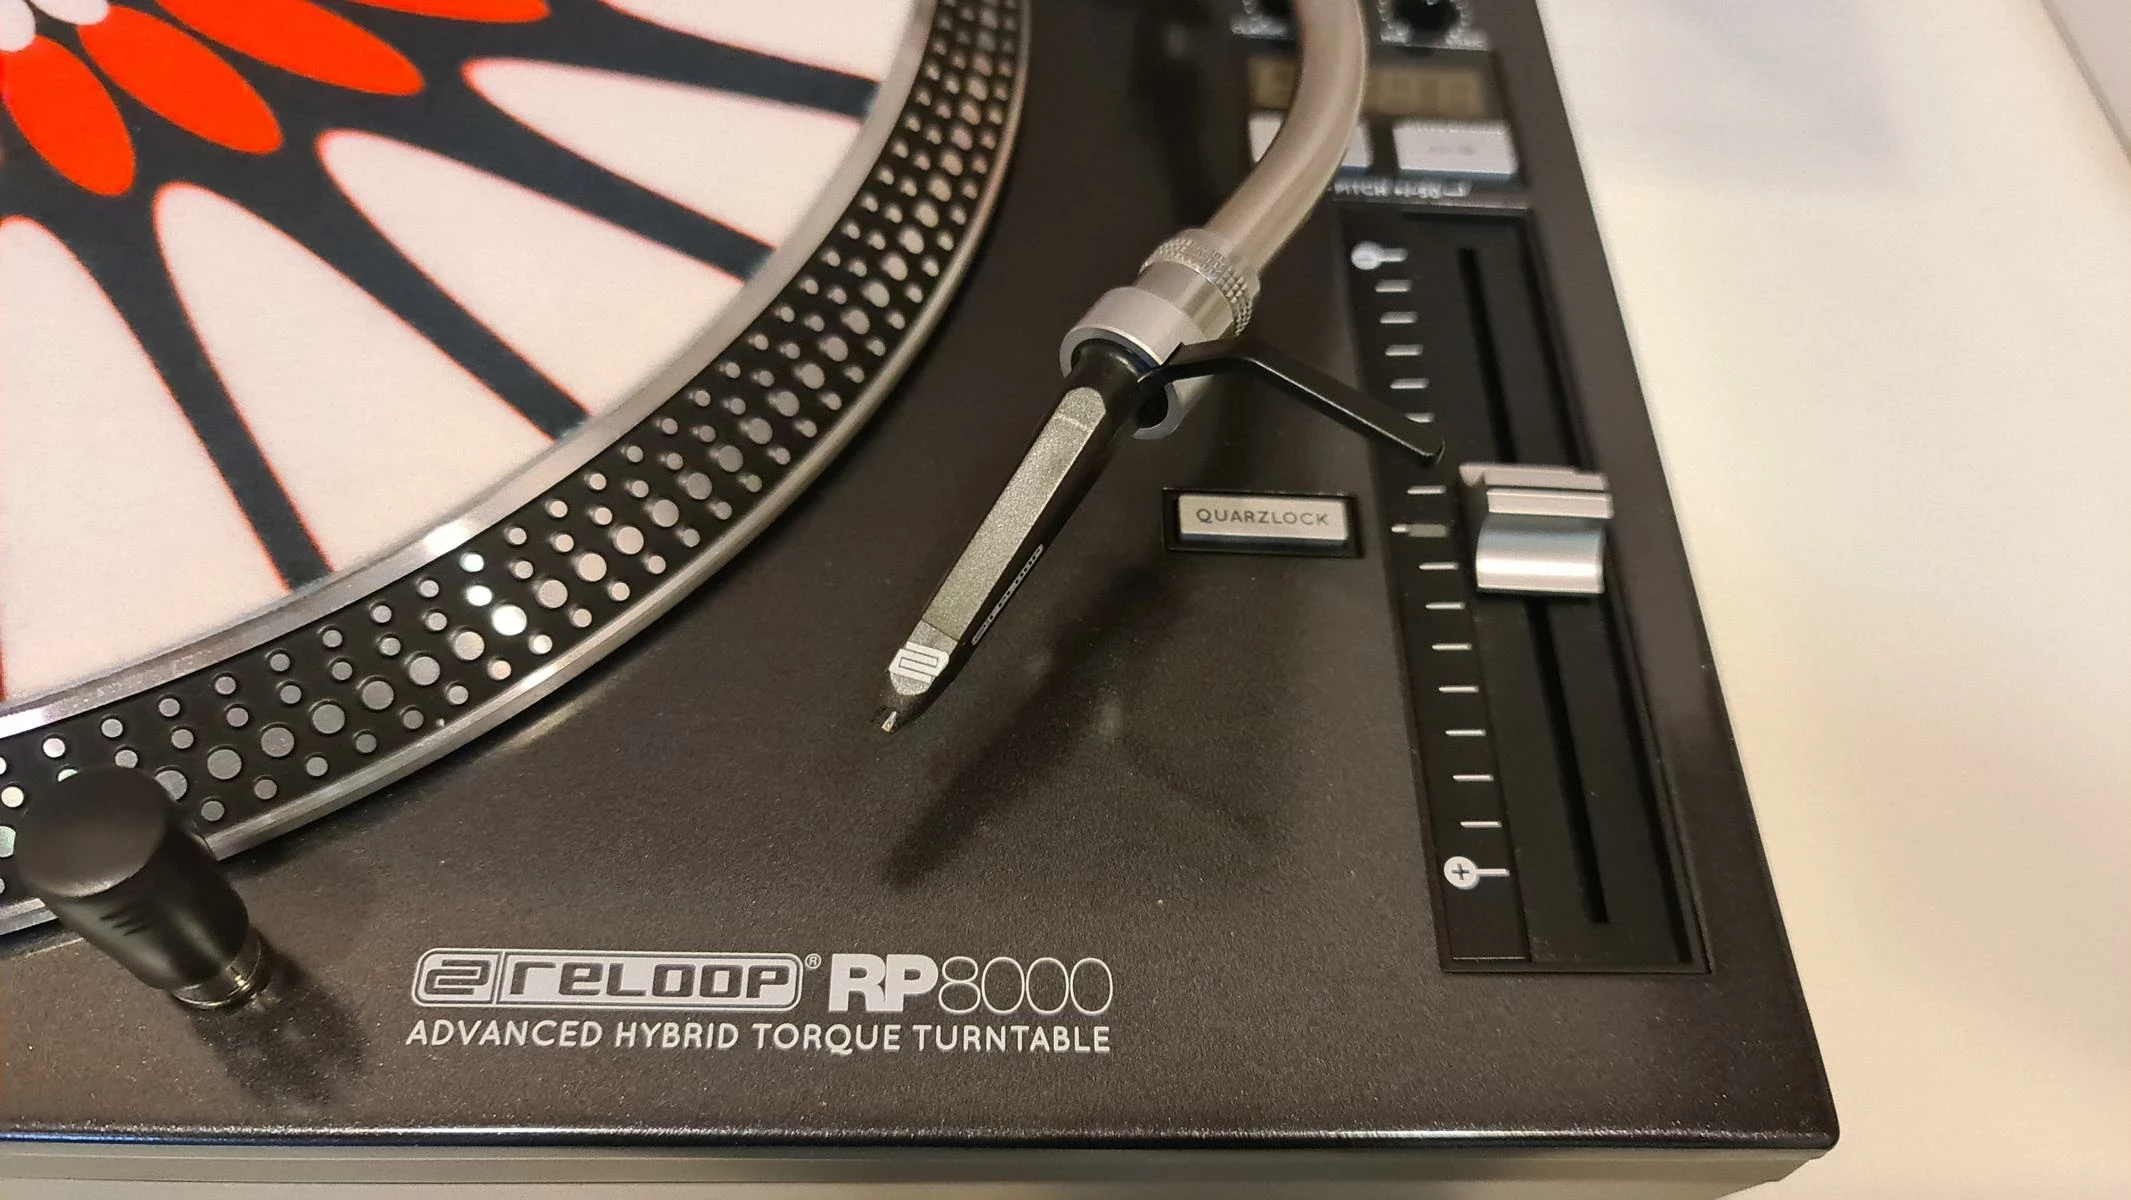 QUARZLOCK
reloop® RP8000
ADVANCED HYBRID TORQUE TURNTABLE